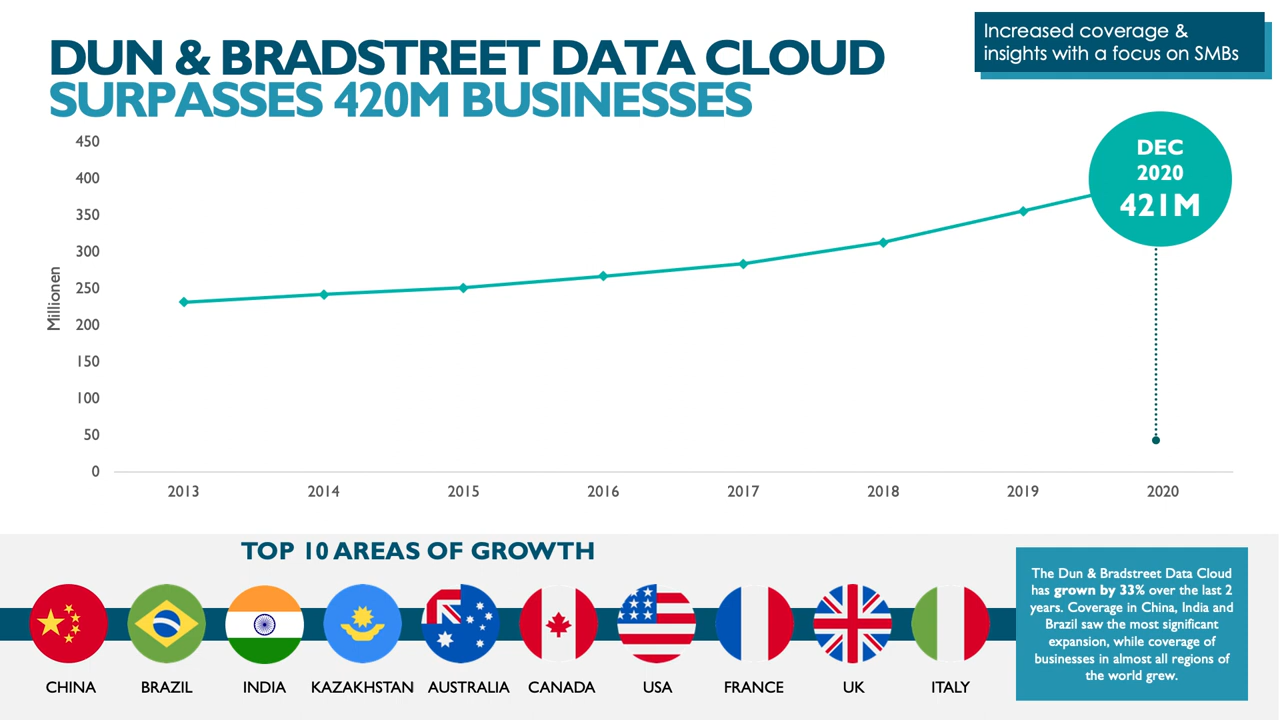 DUN & BRADSTREET DATA CLOUD
SURPASSES 420M BUSINESSES
Increased coverage &
insights with a focus on SMBs
450
400
350
300
250
200
150
100
50
0
Millionen
DEC
2020
421M
2013
2014
2015
2016
2017
2018
2019
2020
TOP 10 AREAS OF GROWTH
CHINA
BRAZIL
INDIA
KAZAKHSTAN
AUSTRALIA
CANADA
USA
FRANCE
UK
ITALY
The Dun & Bradstreet Data Cloud
has grown by 33% over the last 2
years. Coverage in China, India and
Brazil saw the most significant
expansion, while coverage of
businesses in almost all regions of
the world grew.